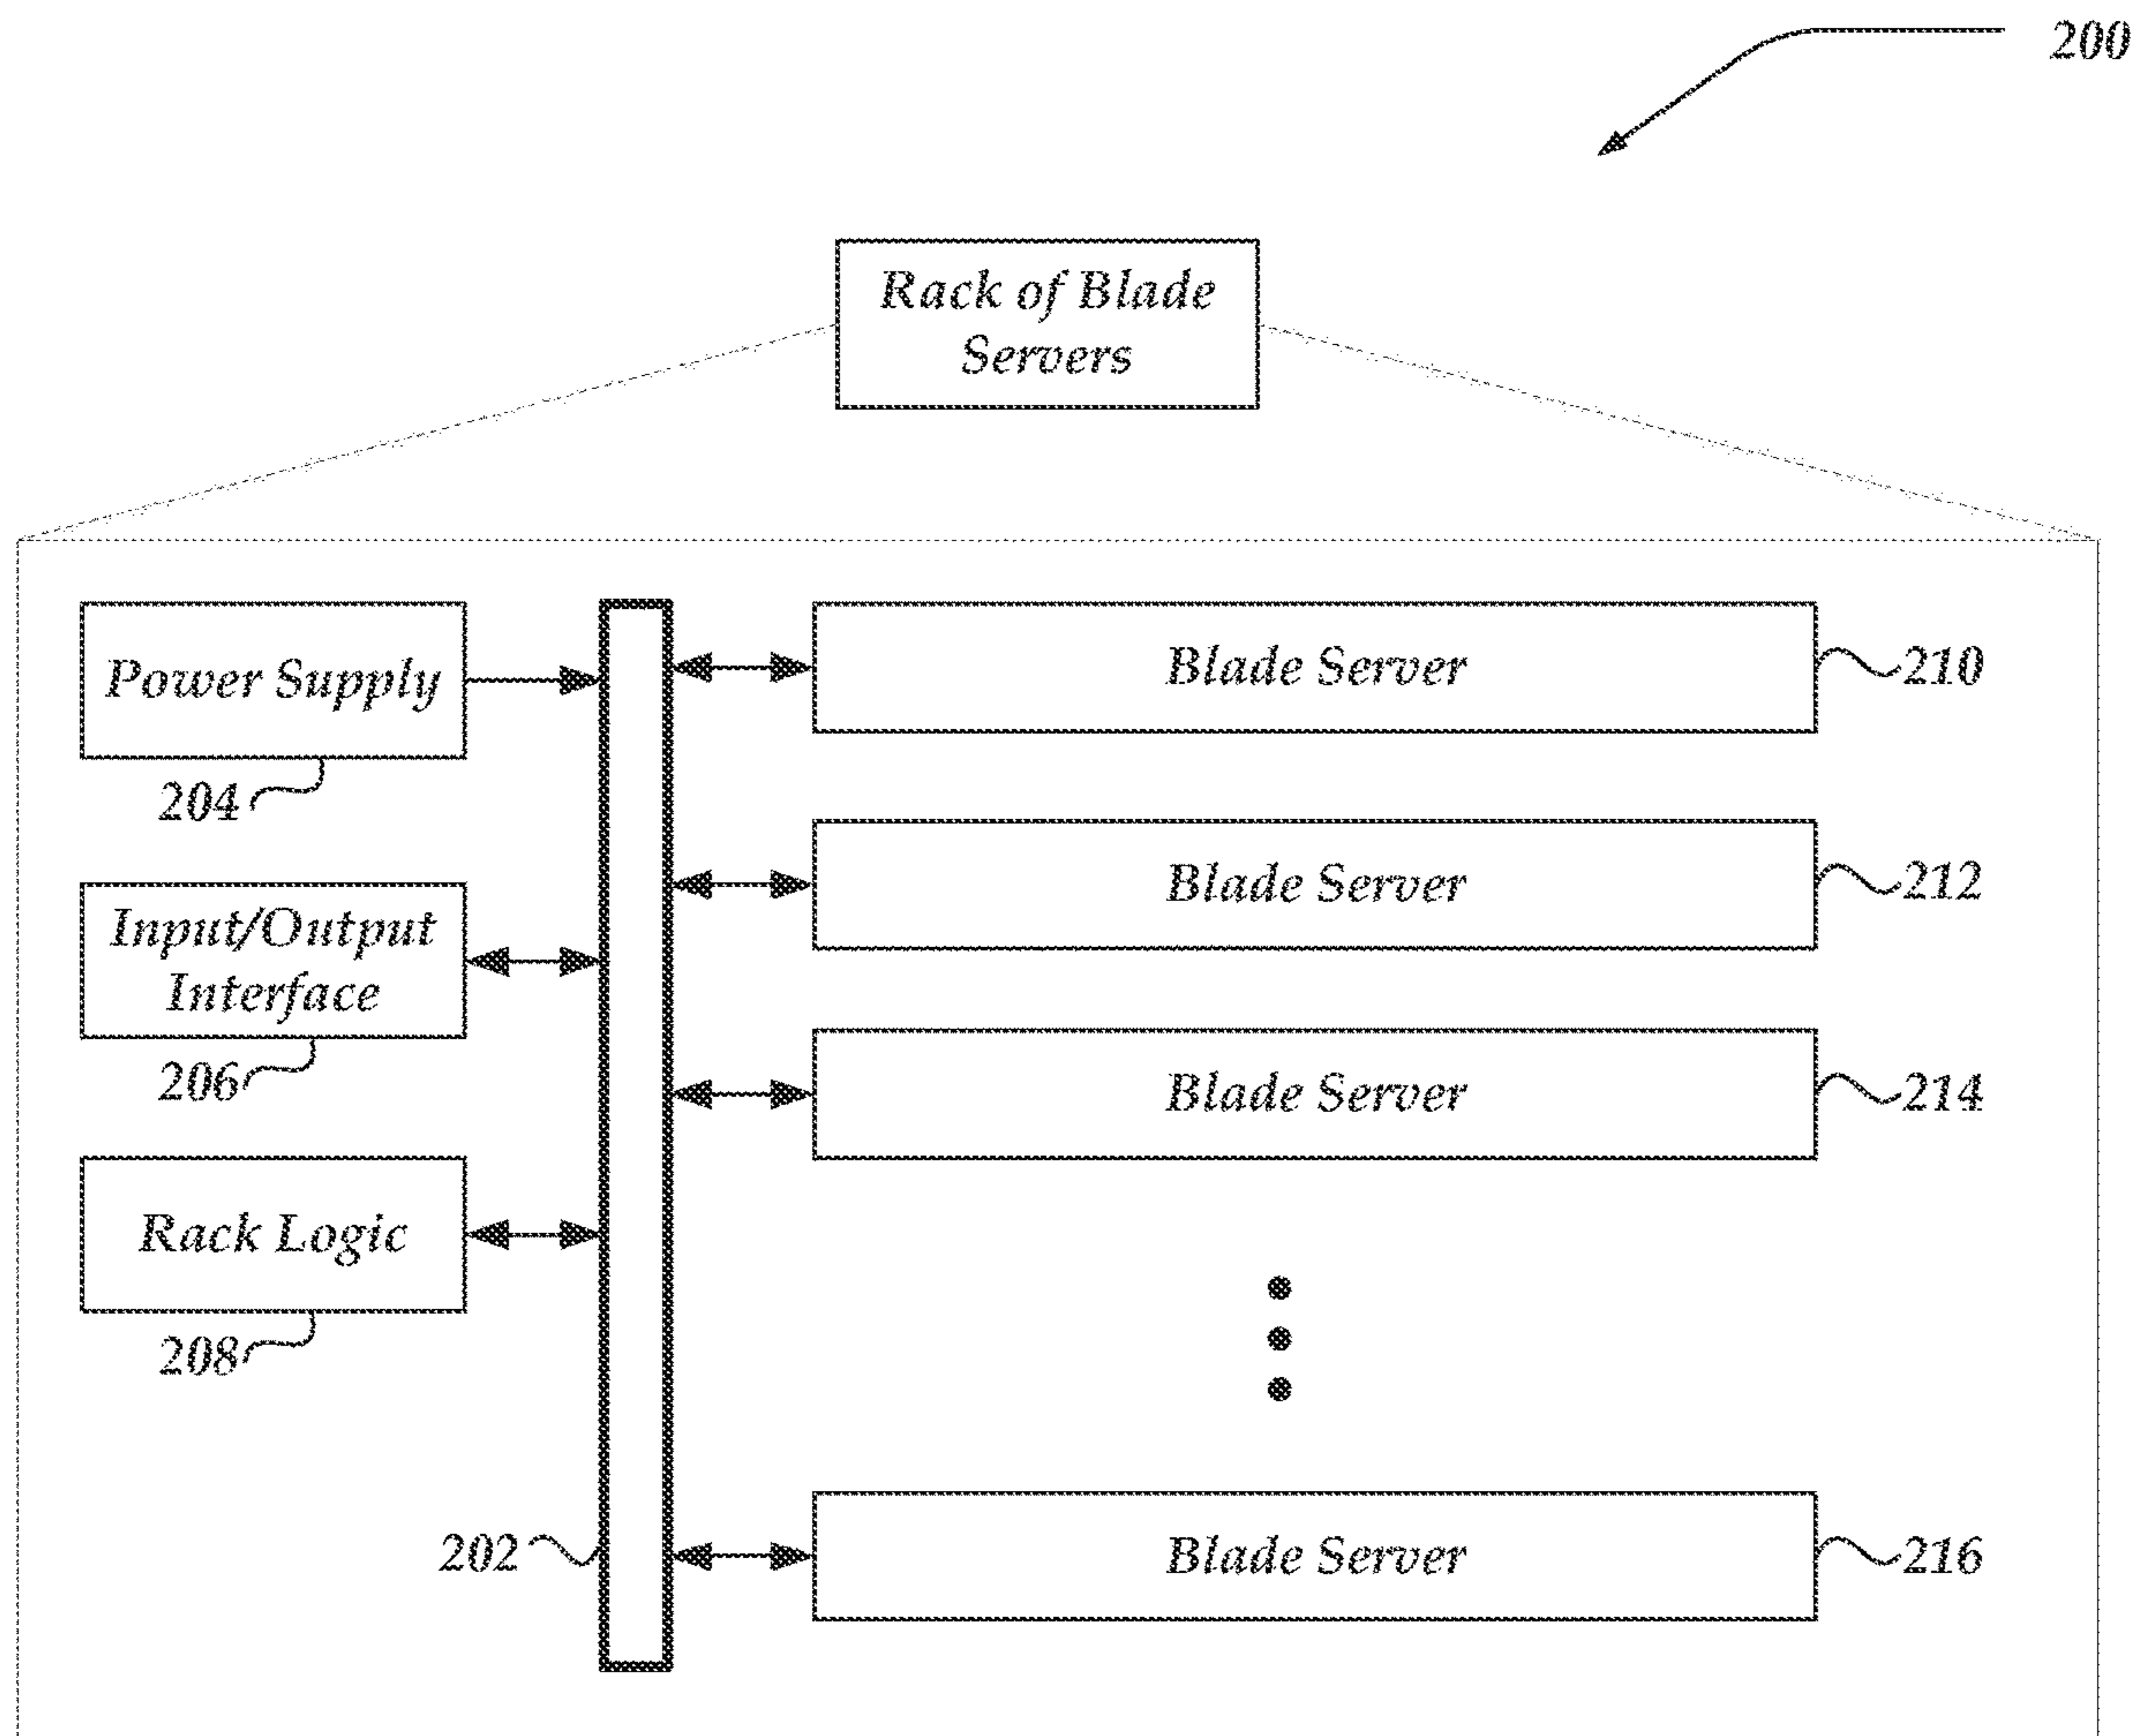 200
Rack of Blade
Servers
Power Supply
204
Input/Output
Interface
206
Rack Logic
208
202
Blade Server
210
Blade Server
212
Blade Server
214
Blade Server
216